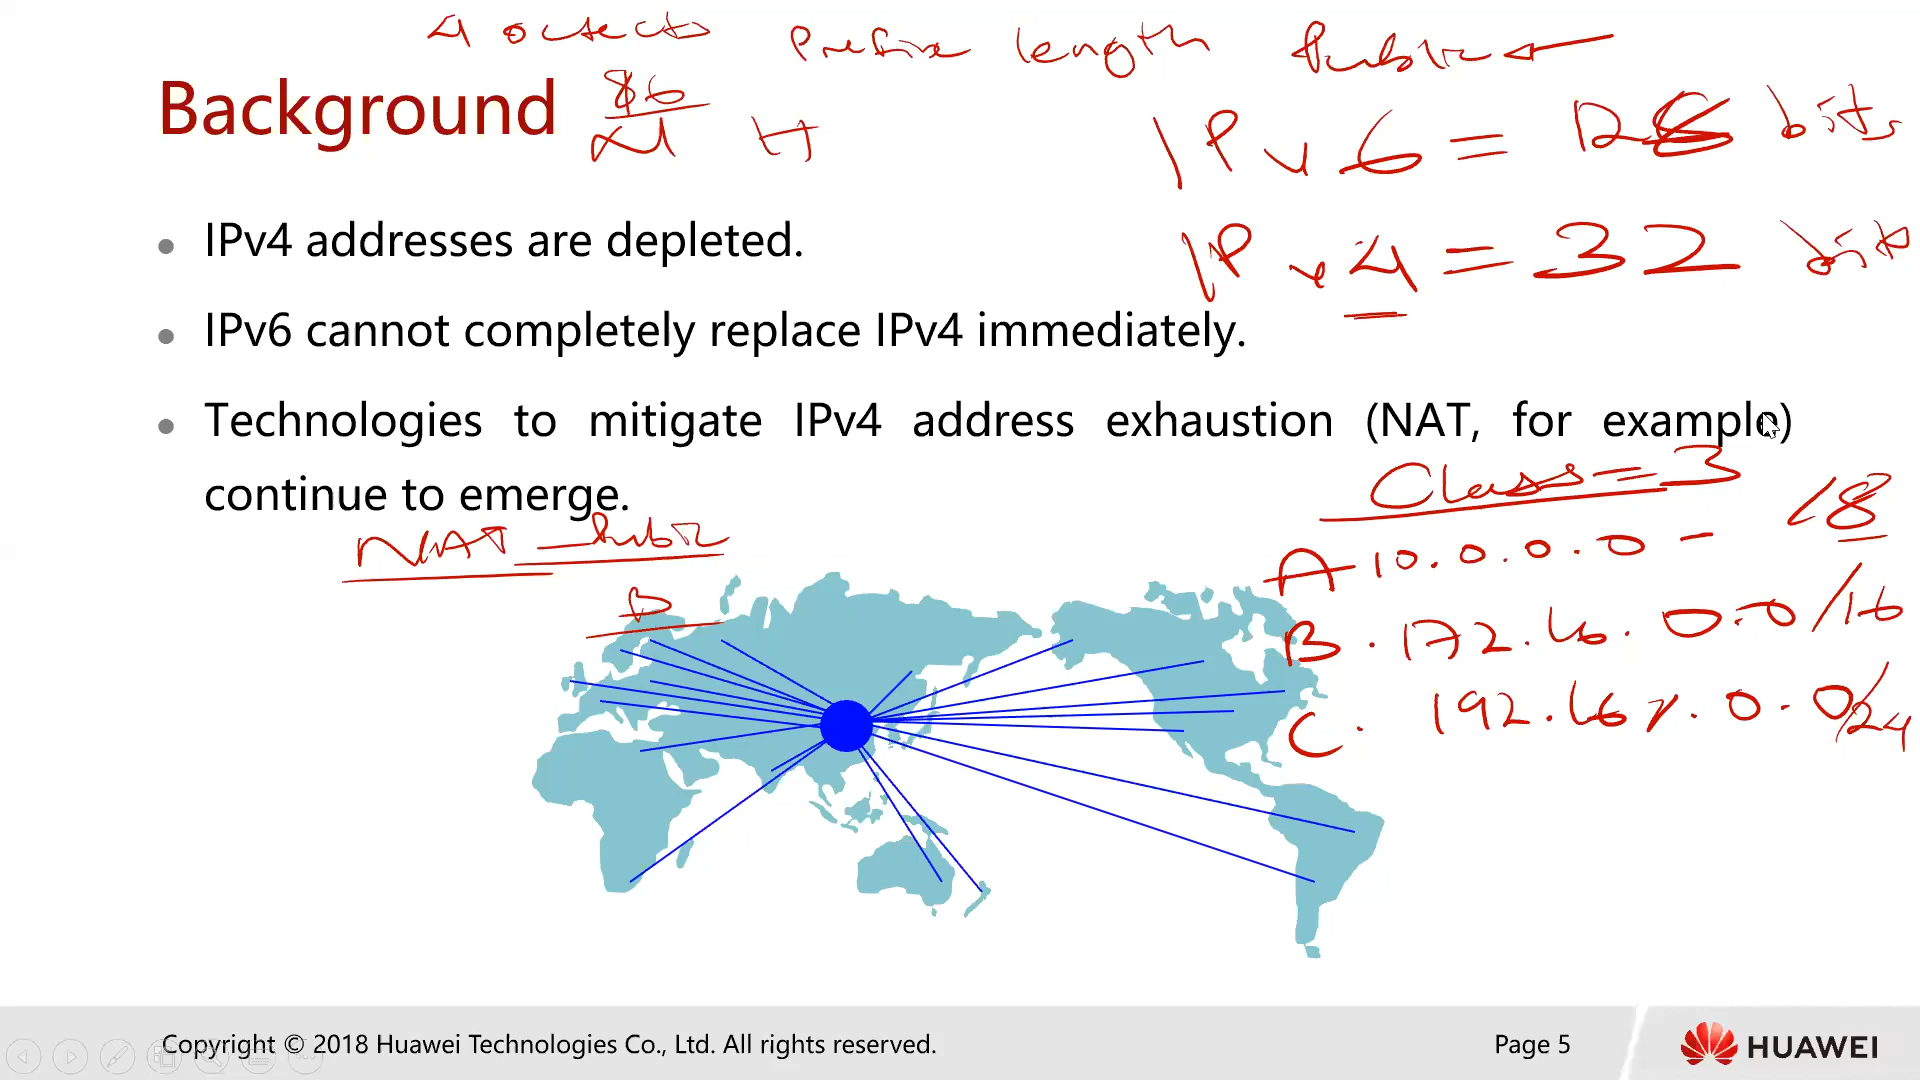 4 octects Prefix length Public
Background
N H
IPv6 = 128 bits
IPv4 = 32 bits
• IPv4 addresses are depleted.
• IPv6 cannot completely replace IPv4 immediately.
• Technologies to mitigate IPv4 address exhaustion (NAT, for example)
continue to emerge.
Class = 3
NAT
A 10.0.0.0 - /8
B. 172.16.0.0/16
C. 192.168.0.0/24
Copyright © 2018 Huawei Technologies Co., Ltd. All rights reserved.
Page 5
HUAWEI